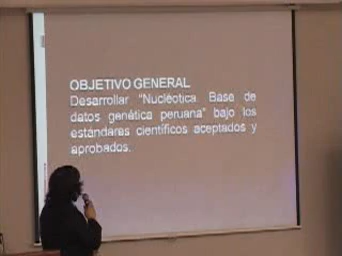 OBJETIVO GENERAL
Desarrollar "Nucleótica. Base de
datos genética peruana" bajo los
estándares científicos aceptados y
aprobados.